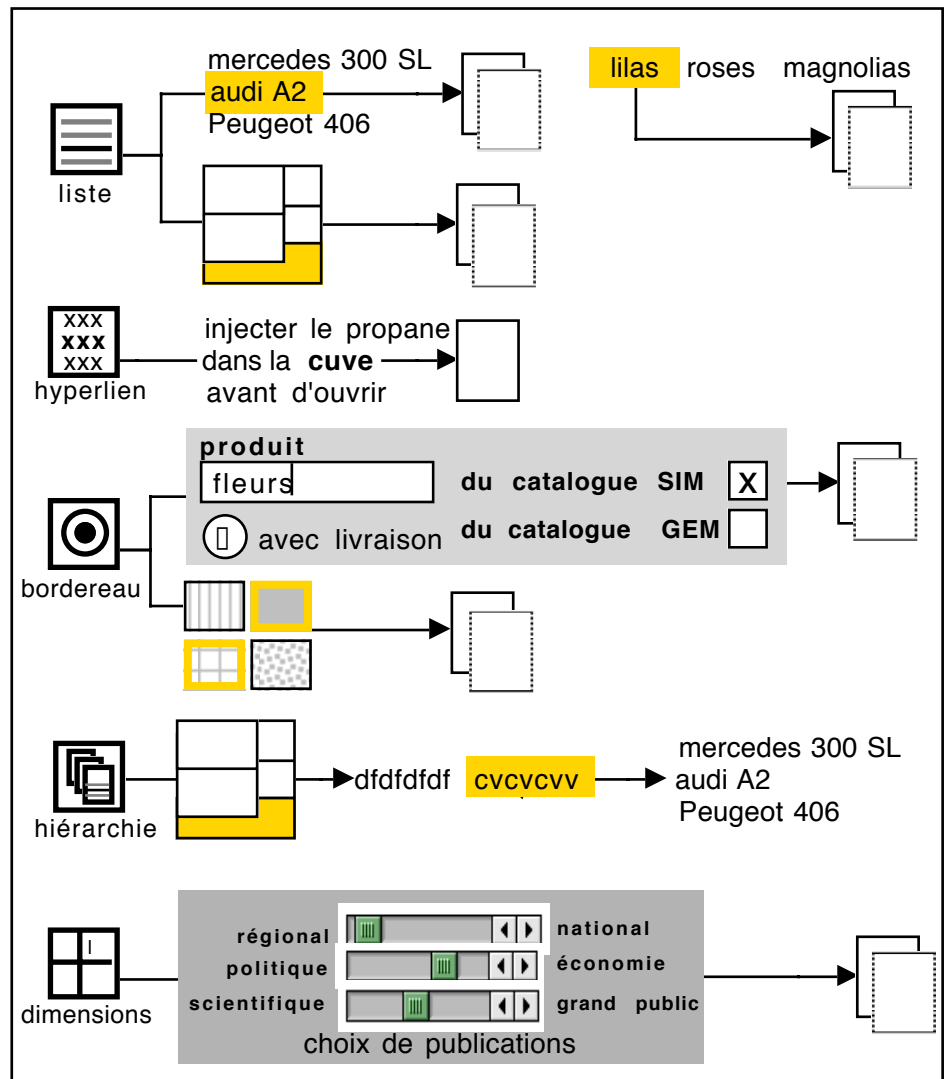 mercedes 300 SL
audi A2
Peugeot 406
lilas roses magnolias
liste
xxx
xxx
xxx
hyperlien
injecter le propane
dans la cuve
avant d'ouvrir
produit
fleurs
du catalogue SIM X
avec livraison
du catalogue GEM
bordereau
hiérarchie
dfdfdfdf cvcvcvv
mercedes 300 SL
audi A2
Peugeot 406
régional national
politique économie
scientifique grand public
choix de publications
dimensions